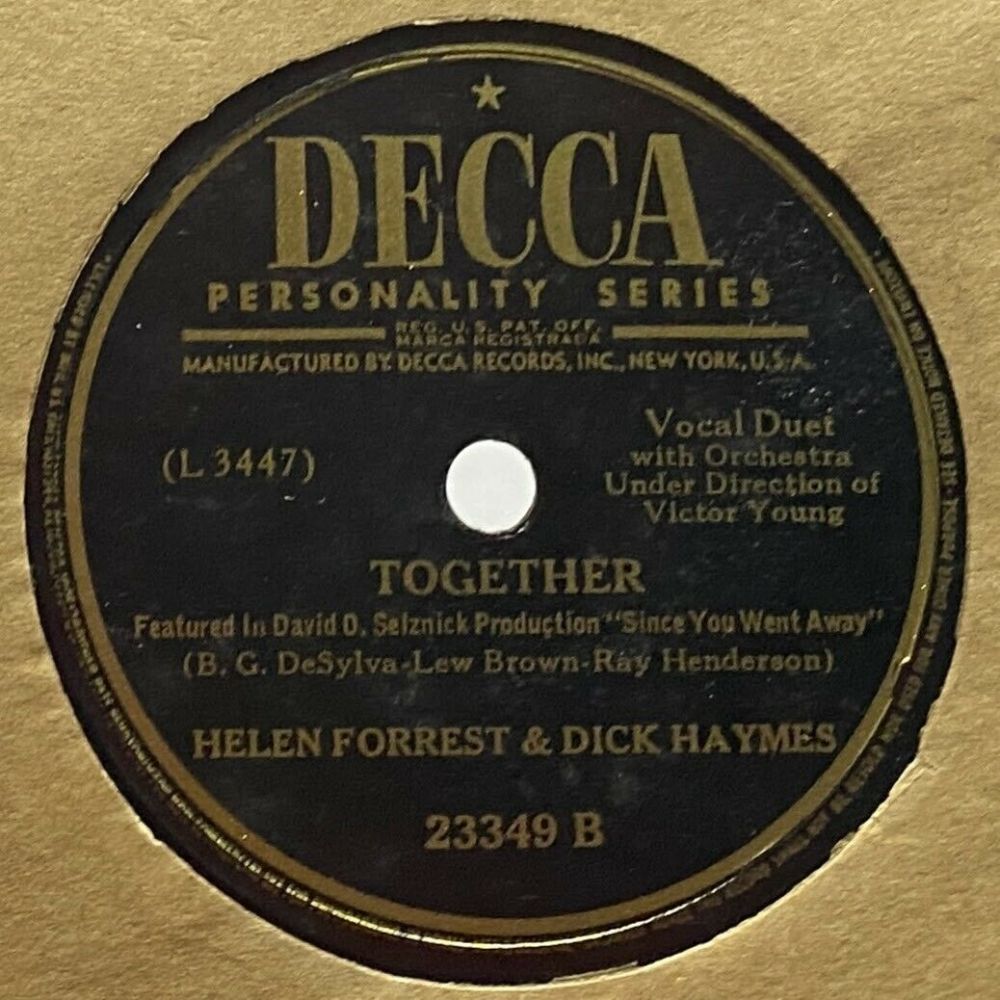 DECCA
PERSONALITY SERIES
REG. U.S. PAT. OFF.
MARCA REGISTRADA
MANUFACTURED BY DECCA RECORDS, INC., NEW YORK, U.S.A.
(L 3447)
Vocal Duet
with Orchestra
Under Direction of
Victor Young
TOGETHER
Featured In David O. Selznick Production "Since You Went Away"
(B. G. DeSylva-Lew Brown-Ray Henderson)
HELEN FORREST & DICK HAYMES
23349 B